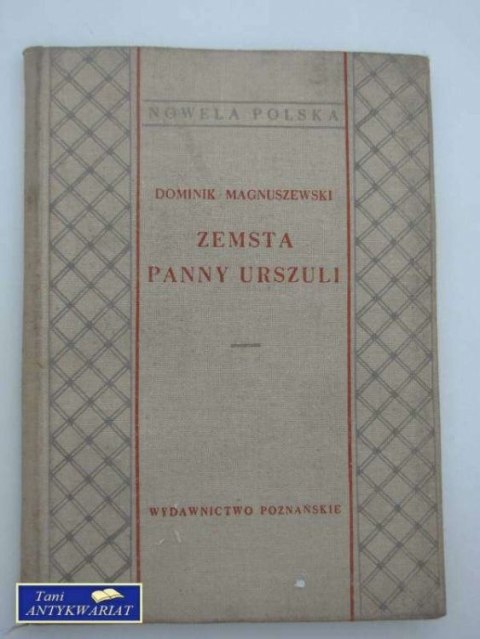 NOWELA POLSKA
DOMINIK MAGNUSZEWSKI
ZEMSTA
PANNY URSZULI
WYDAWNICTWO POZNAŃSKIE
Tani
ANTYKWARIAT